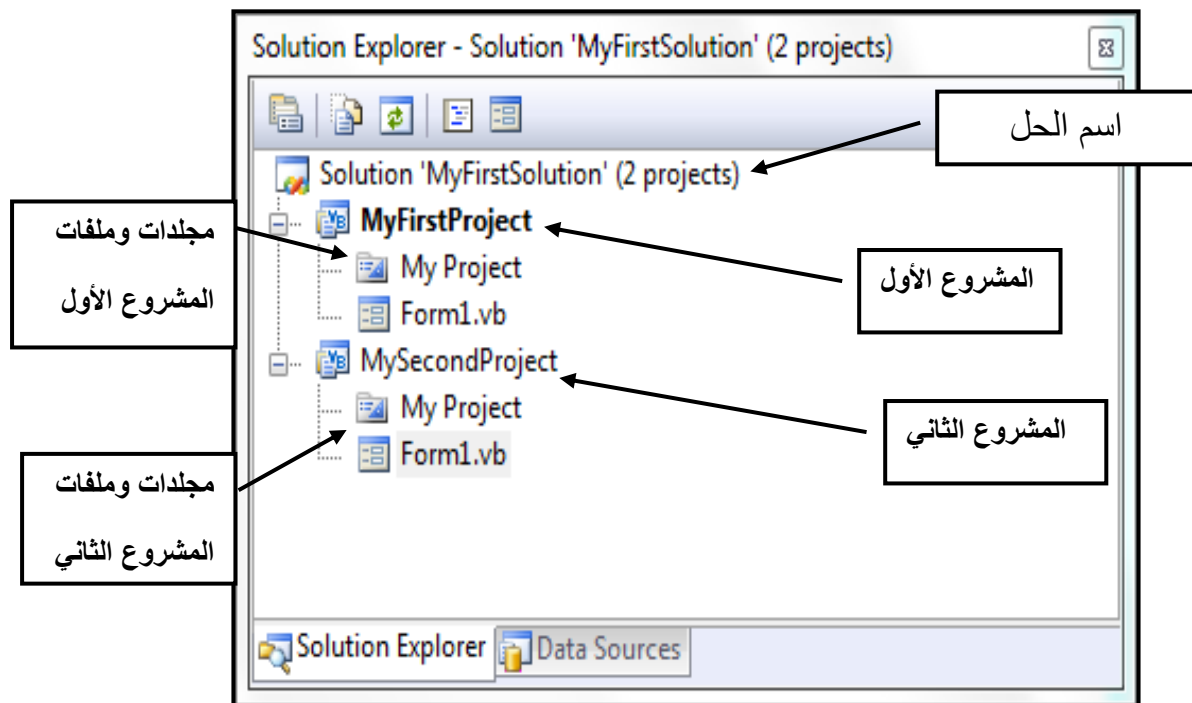 Solution Explorer - Solution 'MyFirstSolution' (2 projects)
اسم الحل
Solution 'MyFirstSolution' (2 projects)
MyFirstProject
My Project
Form1.vb
MySecondProject
My Project
Form1.vb
مجلدات وملفات
المشروع الأول
المشروع الأول
المشروع الثاني
مجلدات وملفات
المشروع الثاني
Solution Explorer
Data Sources